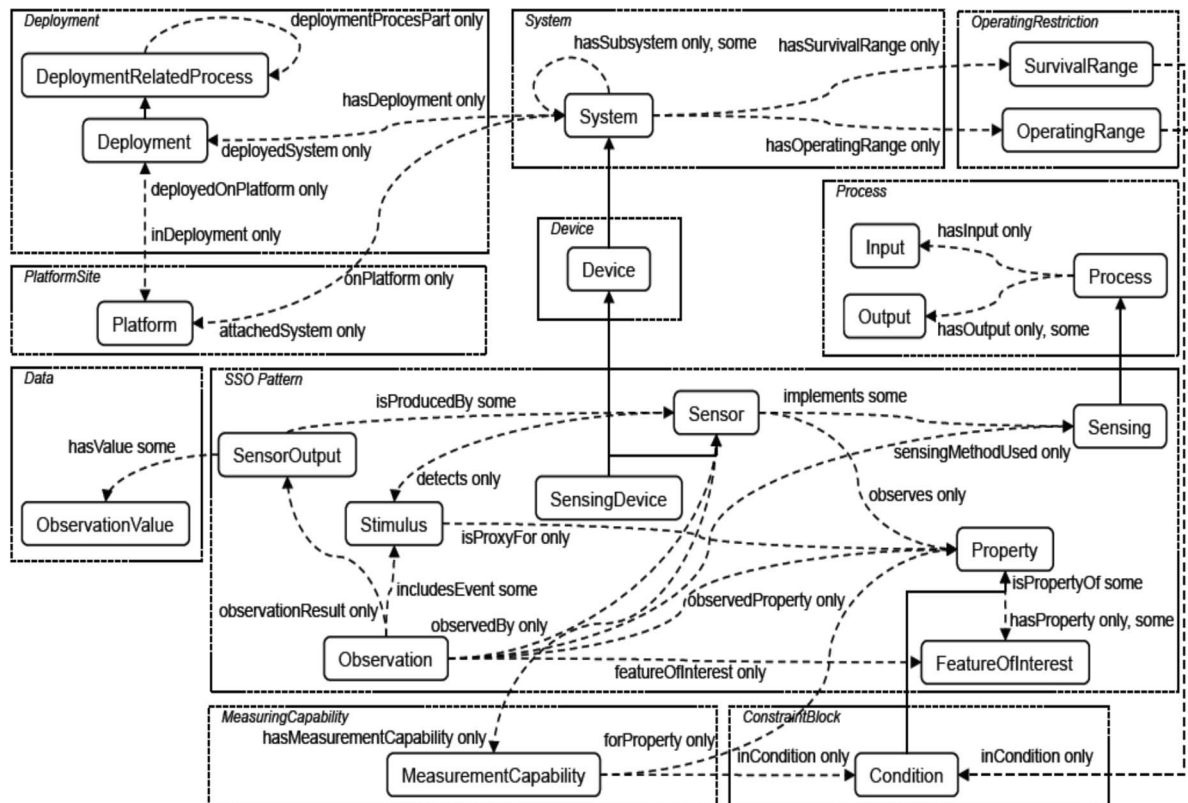 Deployment
deploymentProcesPart only
DeploymentRelatedProcess
hasDeployment only
Deployment
deployedSystem only
deployedOnPlatform only
inDeployment only
System
hasSubsystem only, some
hasSurvivalRange only
System
hasOperatingRange only
OperatingRestriction
SurvivalRange
OperatingRange
PlatformSite
onPlatform only
Platform
attachedSystem only
Device
Device
Process
hasInput only
Input
Process
Output
hasOutput only, some
Data
hasValue some
ObservationValue
SSO Pattern
isProducedBy some
Sensor
implements some
SensorOutput
Sensing
sensingMethodUsed only
detects only
SensingDevice
observes only
Stimulus
isProxyFor only
Property
includesEvent some
isPropertyOf some
observationResult only
observedBy only
observedProperty only
hasProperty only, some
Observation
featureOfInterest only
FeatureOfInterest
MeasuringCapability
hasMeasurementCapability only
forProperty only
MeasurementCapability
ConstraintBlock
inCondition only
Condition
inCondition only